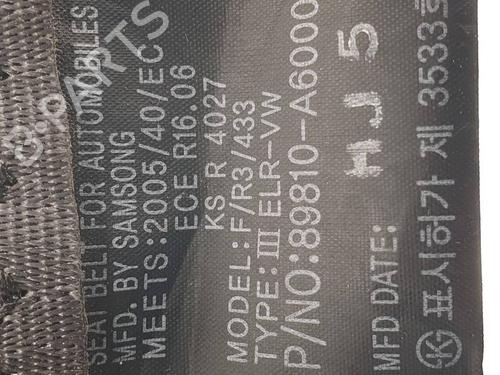 SEAT BELT FOR AUTOMOBILES
MFD. BY SAMSONG
MEETS:2005/40/EC
ECE R16.06
KS R 4027
MODEL:F/R3/433
TYPE:III ELR-VW
P/NO:89810-A6000
MFD DATE: HJ 5
표시허가 제 3533호